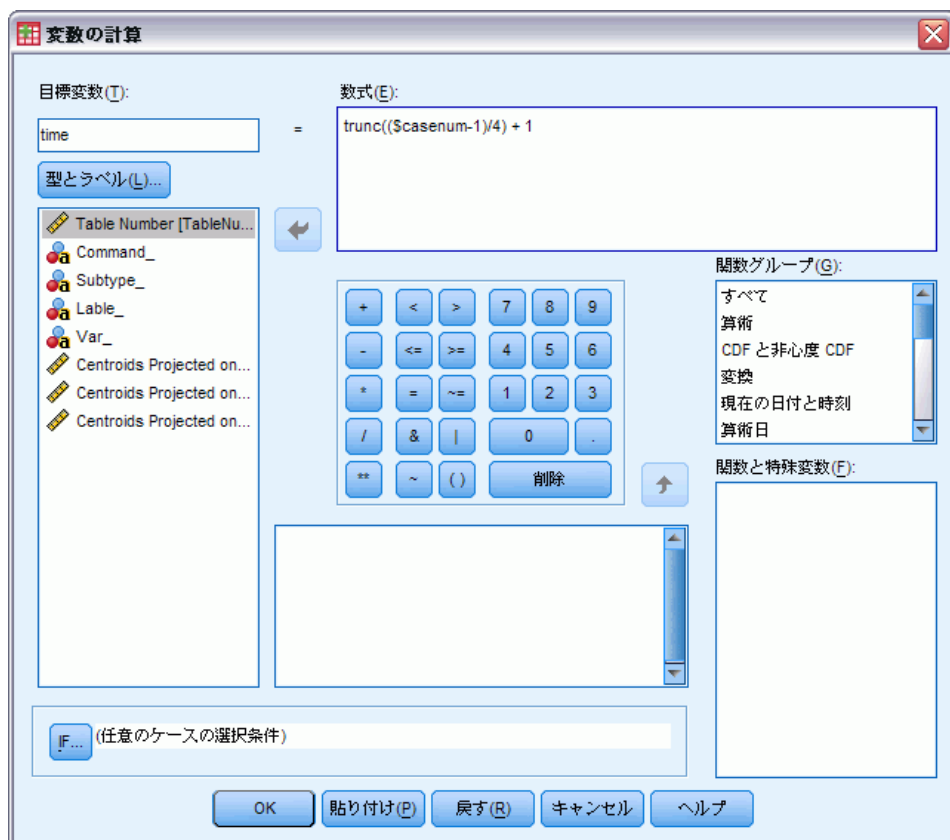 変数の計算
目標変数(T):
数式(E):
time
=
trunc(($casenum-1)/4) + 1
型とラベル(L)...
Table Number [TableNu...
Command_
Subtype_
Lable_
Var_
Centroids Projected on...
Centroids Projected on...
Centroids Projected on...
+ < > 7 8 9
- <= >= 4 5 6
* = ~= 1 2 3
/ & | 0 .
** ~ ( ) 削除
関数グループ(G):
すべて
算術
CDF と非心度 CDF
変換
現在の日付と時刻
算術日
関数と特殊変数(F):
IF... (任意のケースの選択条件)
OK 貼り付け(P) 戻す(R) キャンセル ヘルプ